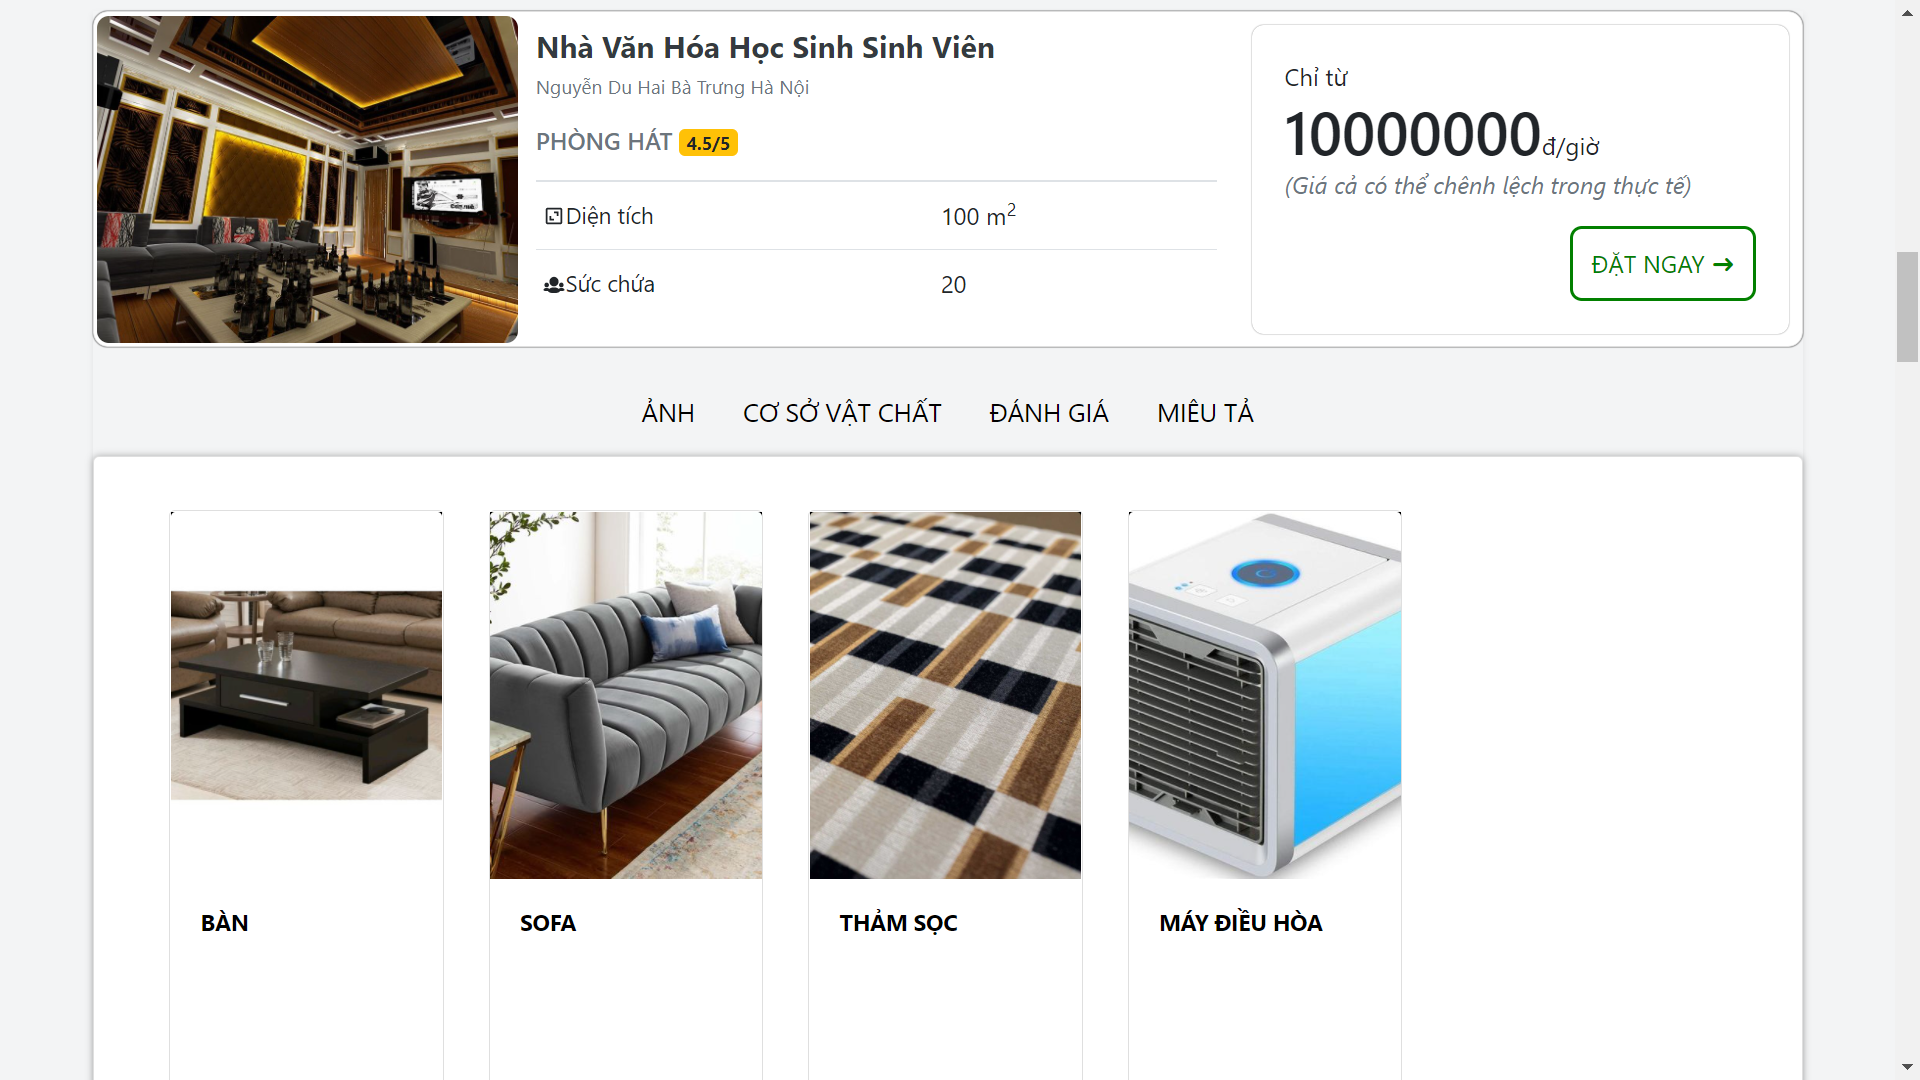 Nhà Văn Hóa Học Sinh Sinh Viên
Nguyễn Du Hai Bà Trưng Hà Nội
PHÒNG HÁT 4.5/5
Diện tích 100 m²
Sức chứa 20
Chỉ từ
10000000đ/giờ
(Giá cả có thể chênh lệch trong thực tế)
ĐẶT NGAY →
ẢNH CƠ SỞ VẬT CHẤT ĐÁNH GIÁ MIÊU TẢ
BÀN
SOFA
THẢM SỌC
MÁY ĐIỀU HÒA